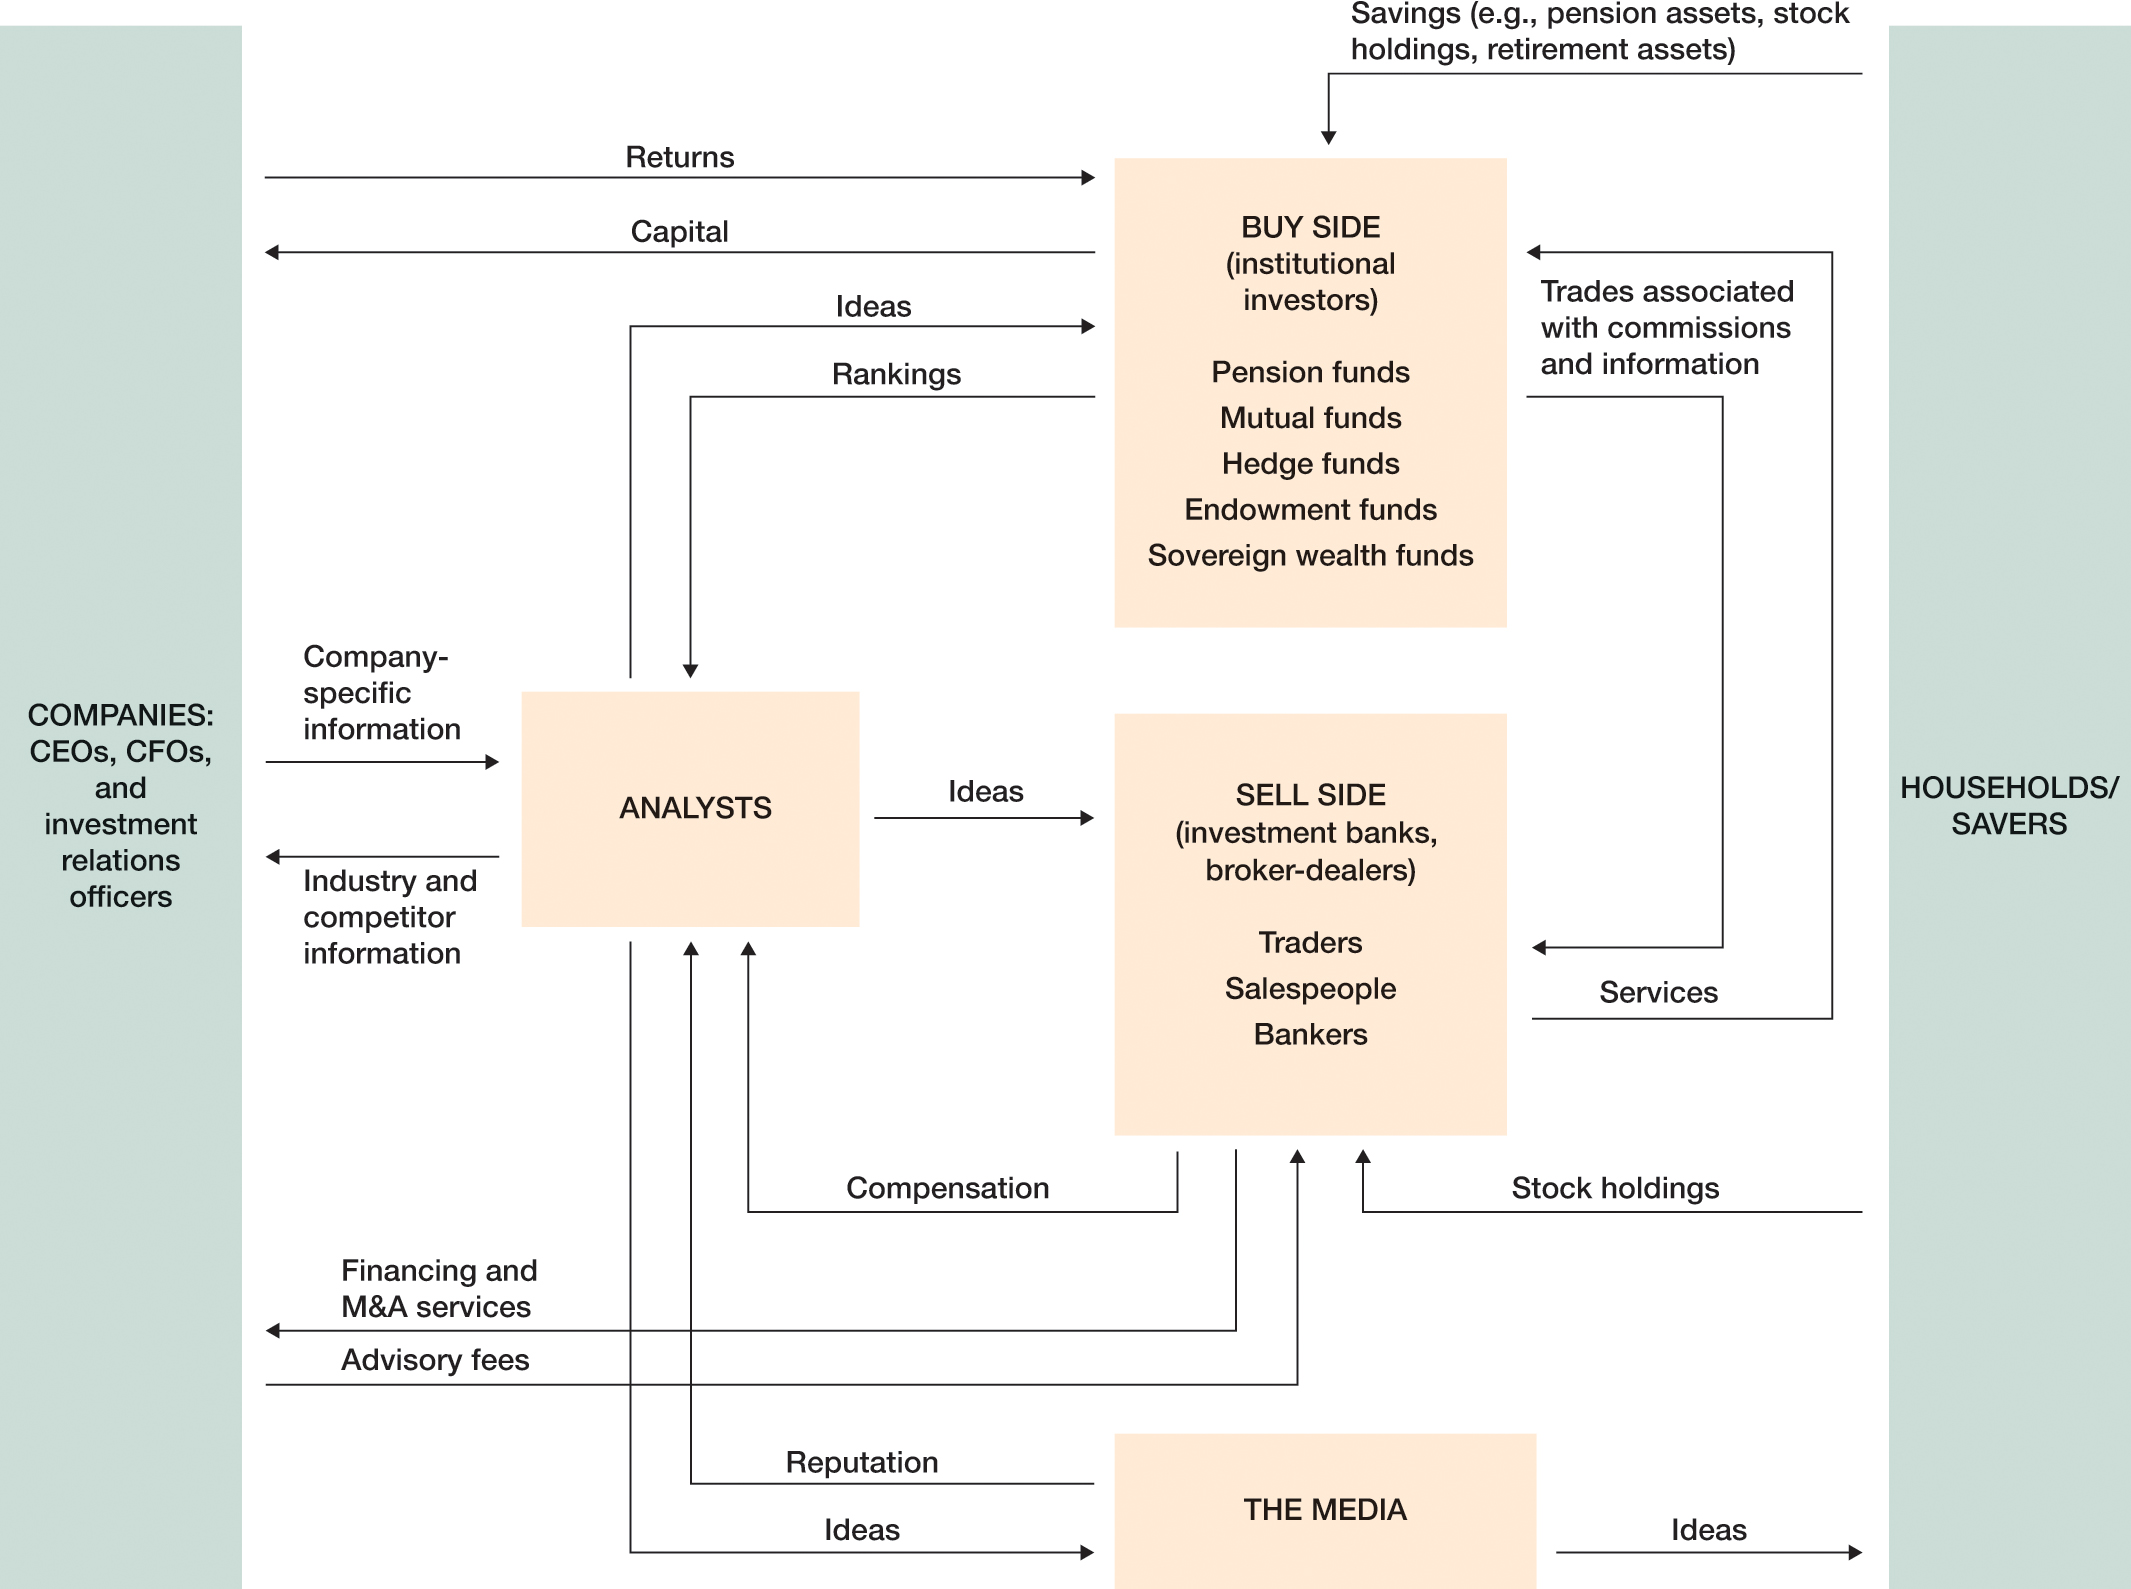 Savings (e.g., pension assets, stock
holdings, retirement assets)
Returns
Capital
Ideas
Rankings
BUY SIDE
(institutional
investors)
Pension funds
Mutual funds
Hedge funds
Endowment funds
Sovereign wealth funds
Trades associated
with commissions
and information
Company-
specific
information
COMPANIES:
CEOs, CFOs,
and
investment
relations
officers
Industry and
competitor
information
ANALYSTS
Ideas
SELL SIDE
(investment banks,
broker-dealers)
Traders
Salespeople
Bankers
Services
HOUSEHOLDS/
SAVERS
Compensation
Stock holdings
Financing and
M&A services
Advisory fees
Reputation
Ideas
THE MEDIA
Ideas